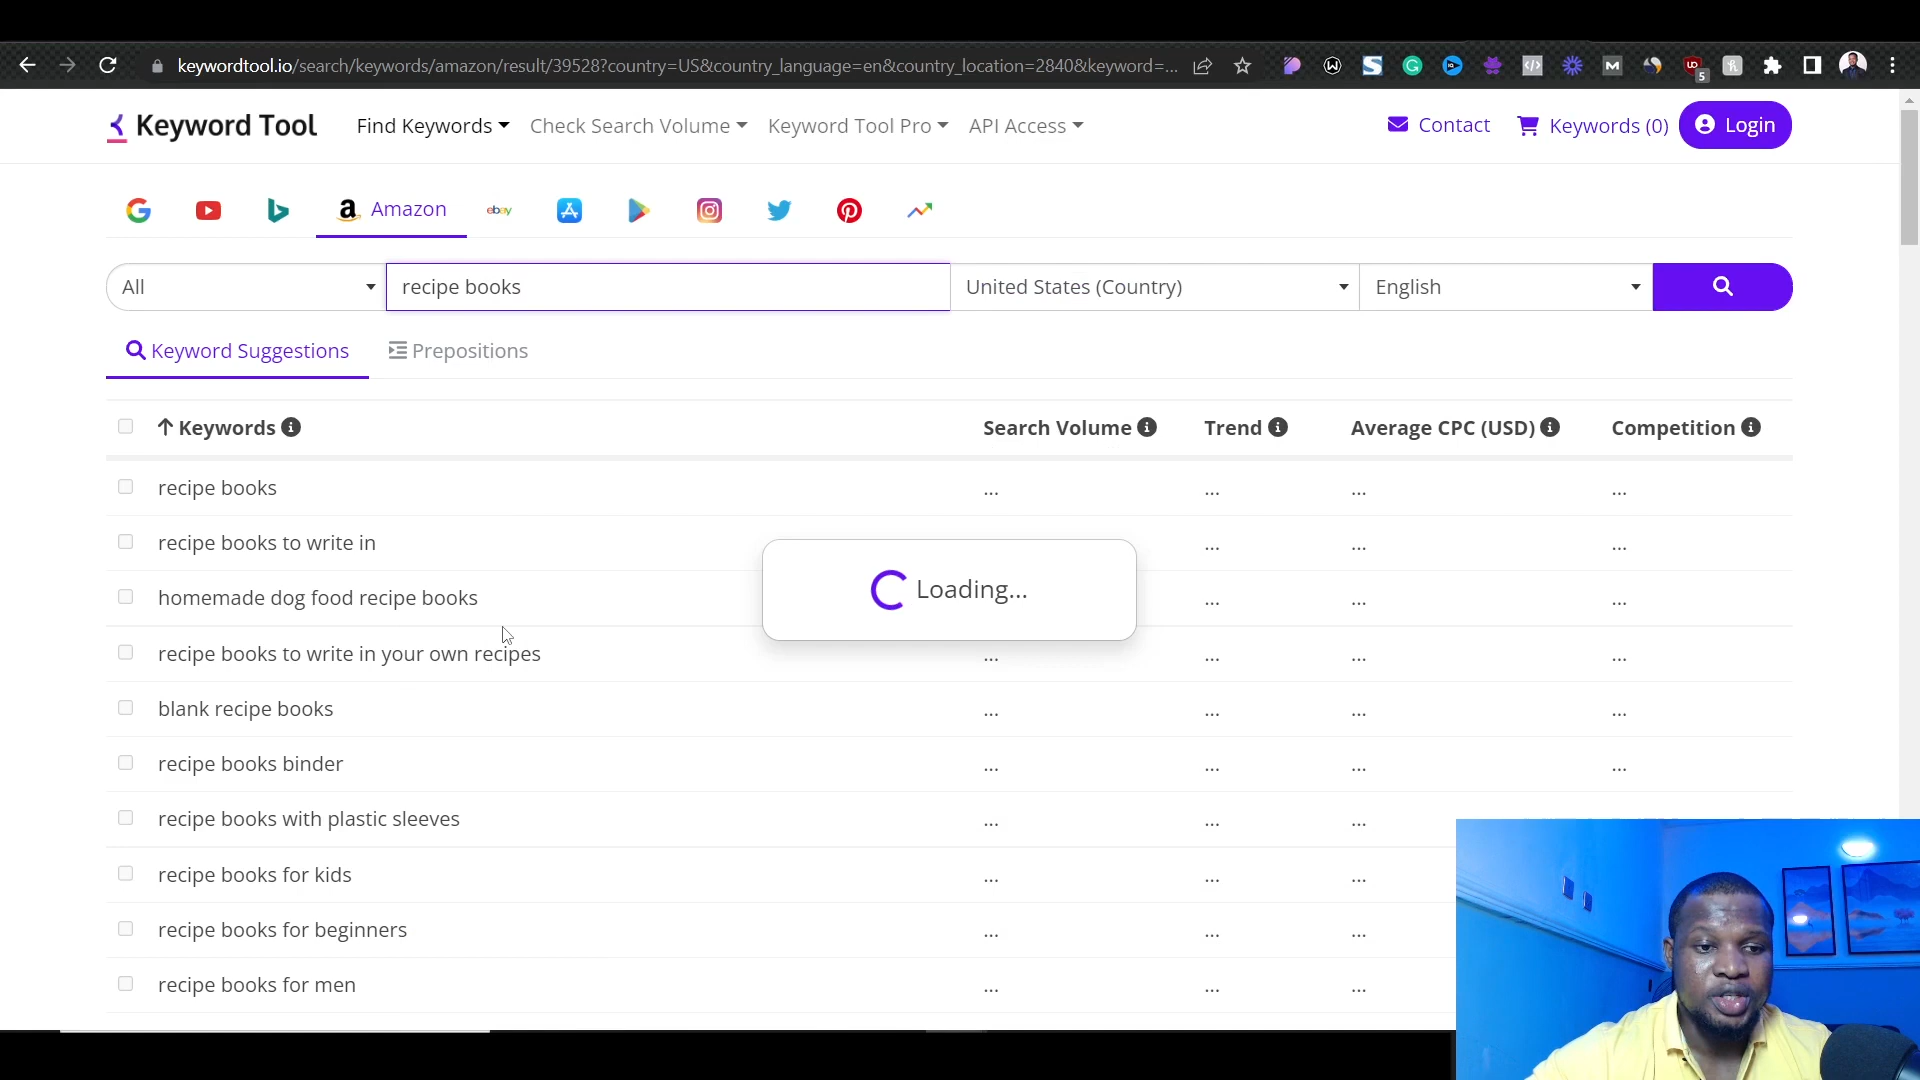 keywordtool.io/search/keywords/amazon/result/39528?country=US&country_language=en&country_location=2840&keyword=...
5
Keyword Tool
Find Keywords
Check Search Volume
Keyword Tool Pro
API Access
Contact
Keywords (0)
Login
Amazon
ebay
All
recipe books
United States (Country)
English
Keyword Suggestions
Prepositions
Keywords
Search Volume
Trend
Average CPC (USD)
Competition
recipe books
... ... ... ...
recipe books to write in
... ... ...
homemade dog food recipe books
... ... ...
recipe books to write in your own recipes
... ... ... ...
blank recipe books
... ... ... ...
recipe books binder
... ... ... ...
recipe books with plastic sleeves
... ... ...
recipe books for kids
... ... ...
recipe books for beginners
... ... ...
recipe books for men
... ... ...
Loading...